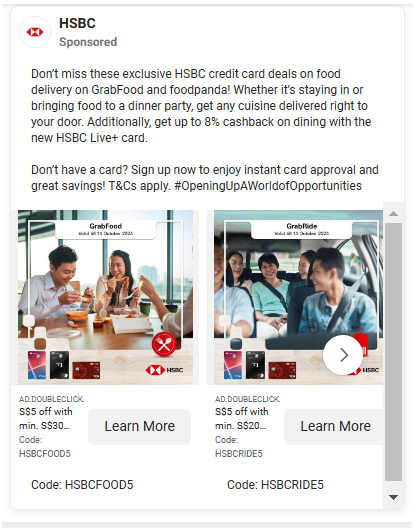 HSBC
Sponsored
Don't miss these exclusive HSBC credit card deals on food
delivery on GrabFood and foodpanda! Whether it's staying in or
bringing food to a dinner party, get any cuisine delivered right to
your door. Additionally, get up to 8% cashback on dining with the
new HSBC Live+ card.
Don't have a card? Sign up now to enjoy instant card approval and
great savings! T&Cs apply. #OpeningUpAWorldofOpportunities
GrabFood
Valid till 13 October 2024
HSBC
GrabRide
Valid till 13 October 2024
HSBC
AD.DOUBLECLICK.
S$5 off with
min. S$30...
Code:
HSBCFOOD5
Learn More
AD.DOUBLECLICK.
S$5 off with
min. S$20...
Code:
HSBCRIDE5
Learn More
Code: HSBCFOOD5
Code: HSBCRIDE5